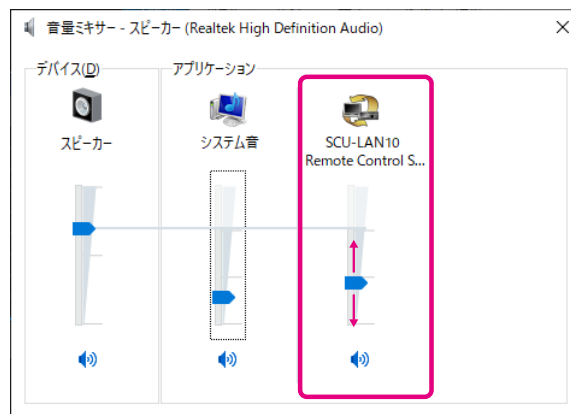 音量ミキサー - スピーカー (Realtek High Definition Audio)
デバイス(D)
アプリケーション
スピーカー
システム音
SCU-LAN10
Remote Control S...